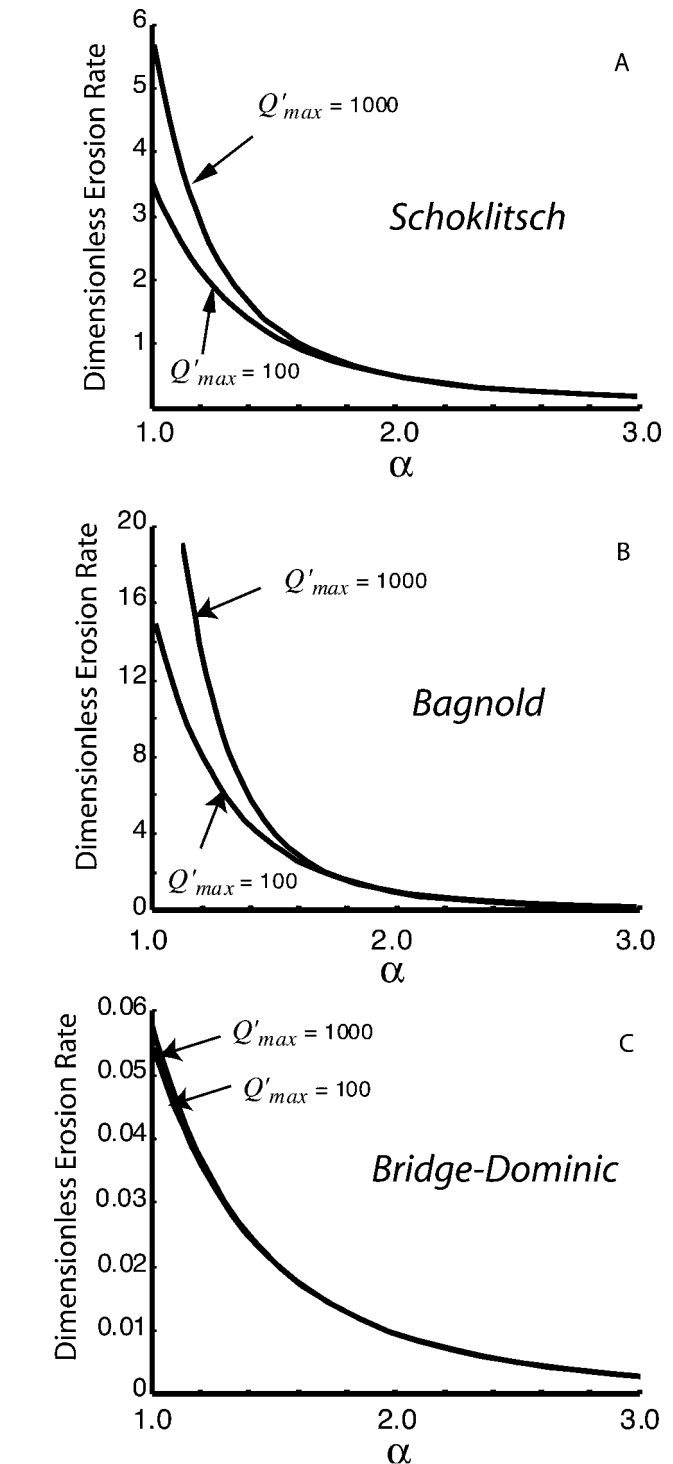 Dimensionless Erosion Rate
6
5
4
3
2
1
A
Q'max = 1000
Schoklitsch
Q'max = 100
1.0 2.0 3.0
α
Dimensionless Erosion Rate
20
16
12
8
4
0
B
Q'max = 1000
Bagnold
Q'max = 100
1.0 2.0 3.0
α
Dimensionless Erosion Rate
0.06
0.05
0.04
0.03
0.02
0.01
0
C
Q'max = 1000
Q'max = 100
Bridge-Dominic
1.0 2.0 3.0
α